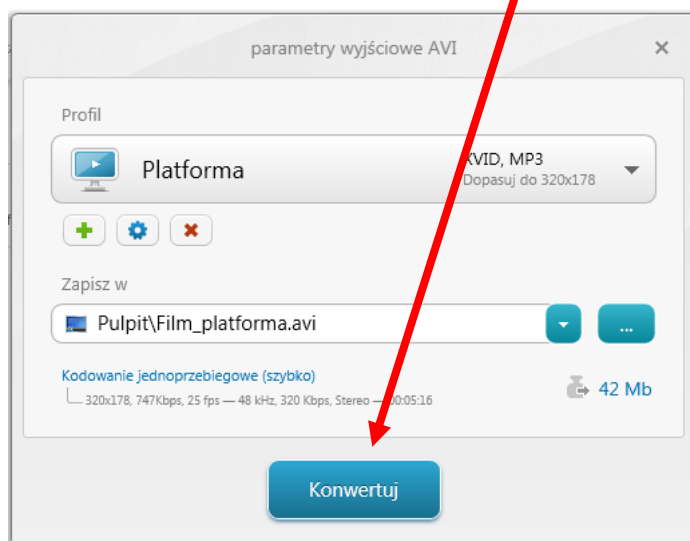 parametry wyjściowe AVI
Profil
Platforma
XVID, MP3
Dopasuj do 320x178
Zapisz w
Pulpit\Film_platforma.avi
...
Kodowanie jednoprzebiegowe (szybko)
320x178, 747Kbps, 25 fps — 48 kHz, 320 Kbps, Stereo — 00:05:16
42 Mb
Konwertuj